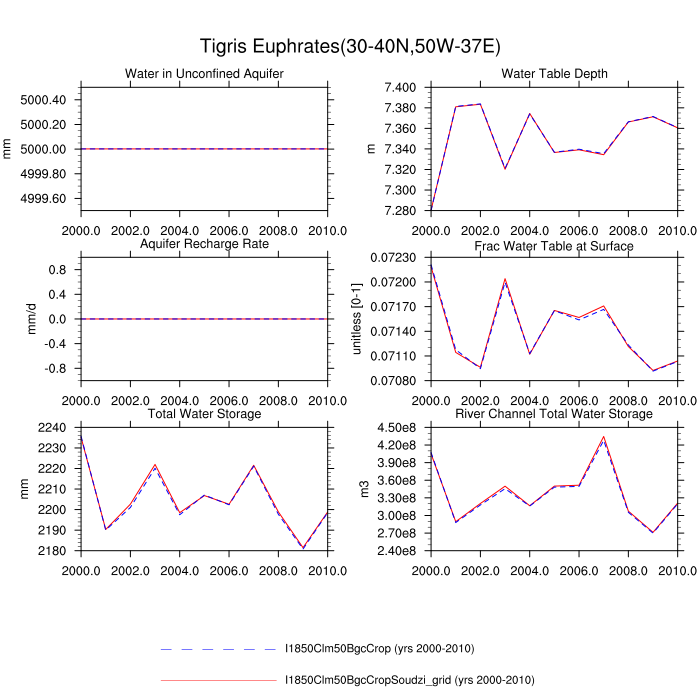 Tigris Euphrates(30-40N,50W-37E)
Water in Unconfined Aquifer
Water Table Depth
mm
5000.40
5000.20
5000.00
4999.80
4999.60
2000.0 2002.0 2004.0 2006.0 2008.0 2010.0
m
7.400
7.380
7.360
7.340
7.320
7.300
7.280
2000.0 2002.0 2004.0 2006.0 2008.0 2010.0
Aquifer Recharge Rate
Frac Water Table at Surface
mm/d
0.8
0.4
0.0
-0.4
-0.8
2000.0 2002.0 2004.0 2006.0 2008.0 2010.0
unitless [0-1]
0.07230
0.07200
0.07170
0.07140
0.07110
0.07080
2000.0 2002.0 2004.0 2006.0 2008.0 2010.0
Total Water Storage
River Channel Total Water Storage
mm
2240
2230
2220
2210
2200
2190
2180
2000.0 2002.0 2004.0 2006.0 2008.0 2010.0
m3
4.50e8
4.20e8
3.90e8
3.60e8
3.30e8
3.00e8
2.70e8
2.40e8
2000.0 2002.0 2004.0 2006.0 2008.0 2010.0
I1850Clm50BgcCrop (yrs 2000-2010)
I1850Clm50BgcCropSoudzi_grid (yrs 2000-2010)